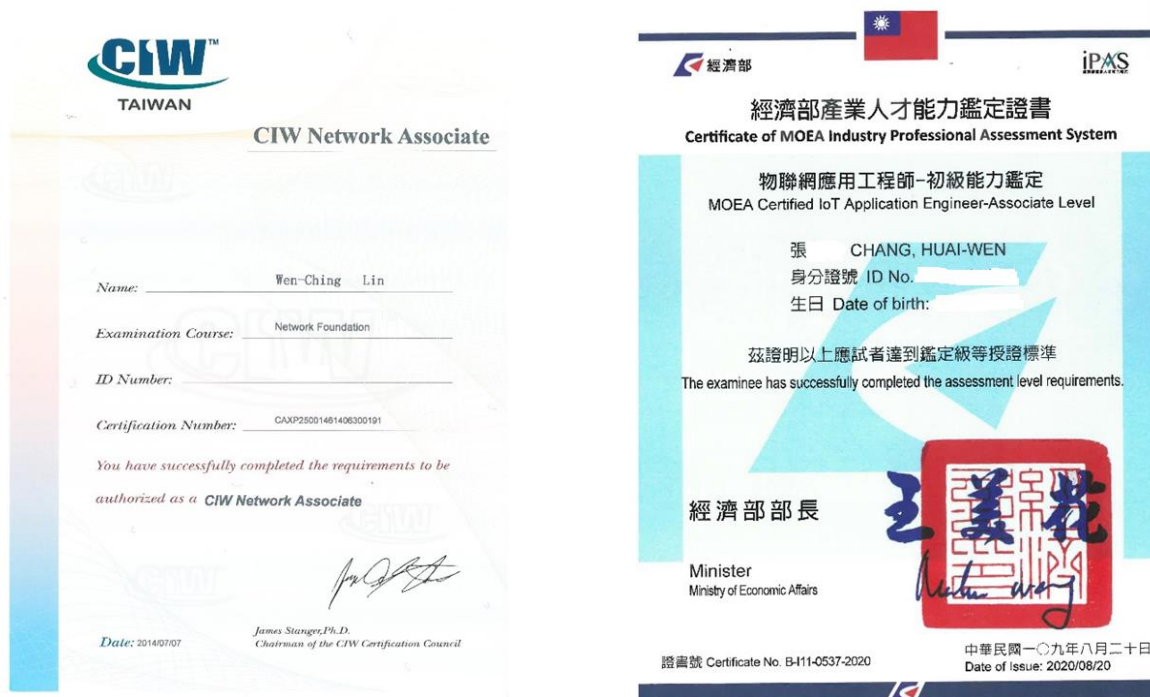 CIW™
TAIWAN
CIW Network Associate
Name: Wen-Ching Lin
Examination Course: Network Foundation
ID Number:
Certification Number: CAXP25001461406300191
You have successfully completed the requirements to be
authorized as a CIW Network Associate
James Stanger,Ph.D.
Date: 2014/07/07 Chairman of the CIW Certification Council
經濟部
iPAS
經濟部產業人才能力鑑定證書
Certificate of MOEA Industry Professional Assessment System
物聯網應用工程師-初級能力鑑定
MOEA Certified IoT Application Engineer-Associate Level
張 CHANG, HUAI-WEN
身分證號 ID No.
生日 Date of birth:
茲證明以上應試者達到鑑定級等授證標準
The examinee has successfully completed the assessment level requirements.
經濟部部長 王美花
Minister
Ministry of Economic Affairs
中華民國一〇九年八月二十日
證書號 Certificate No. B-I11-0537-2020
Date of Issue: 2020/08/20